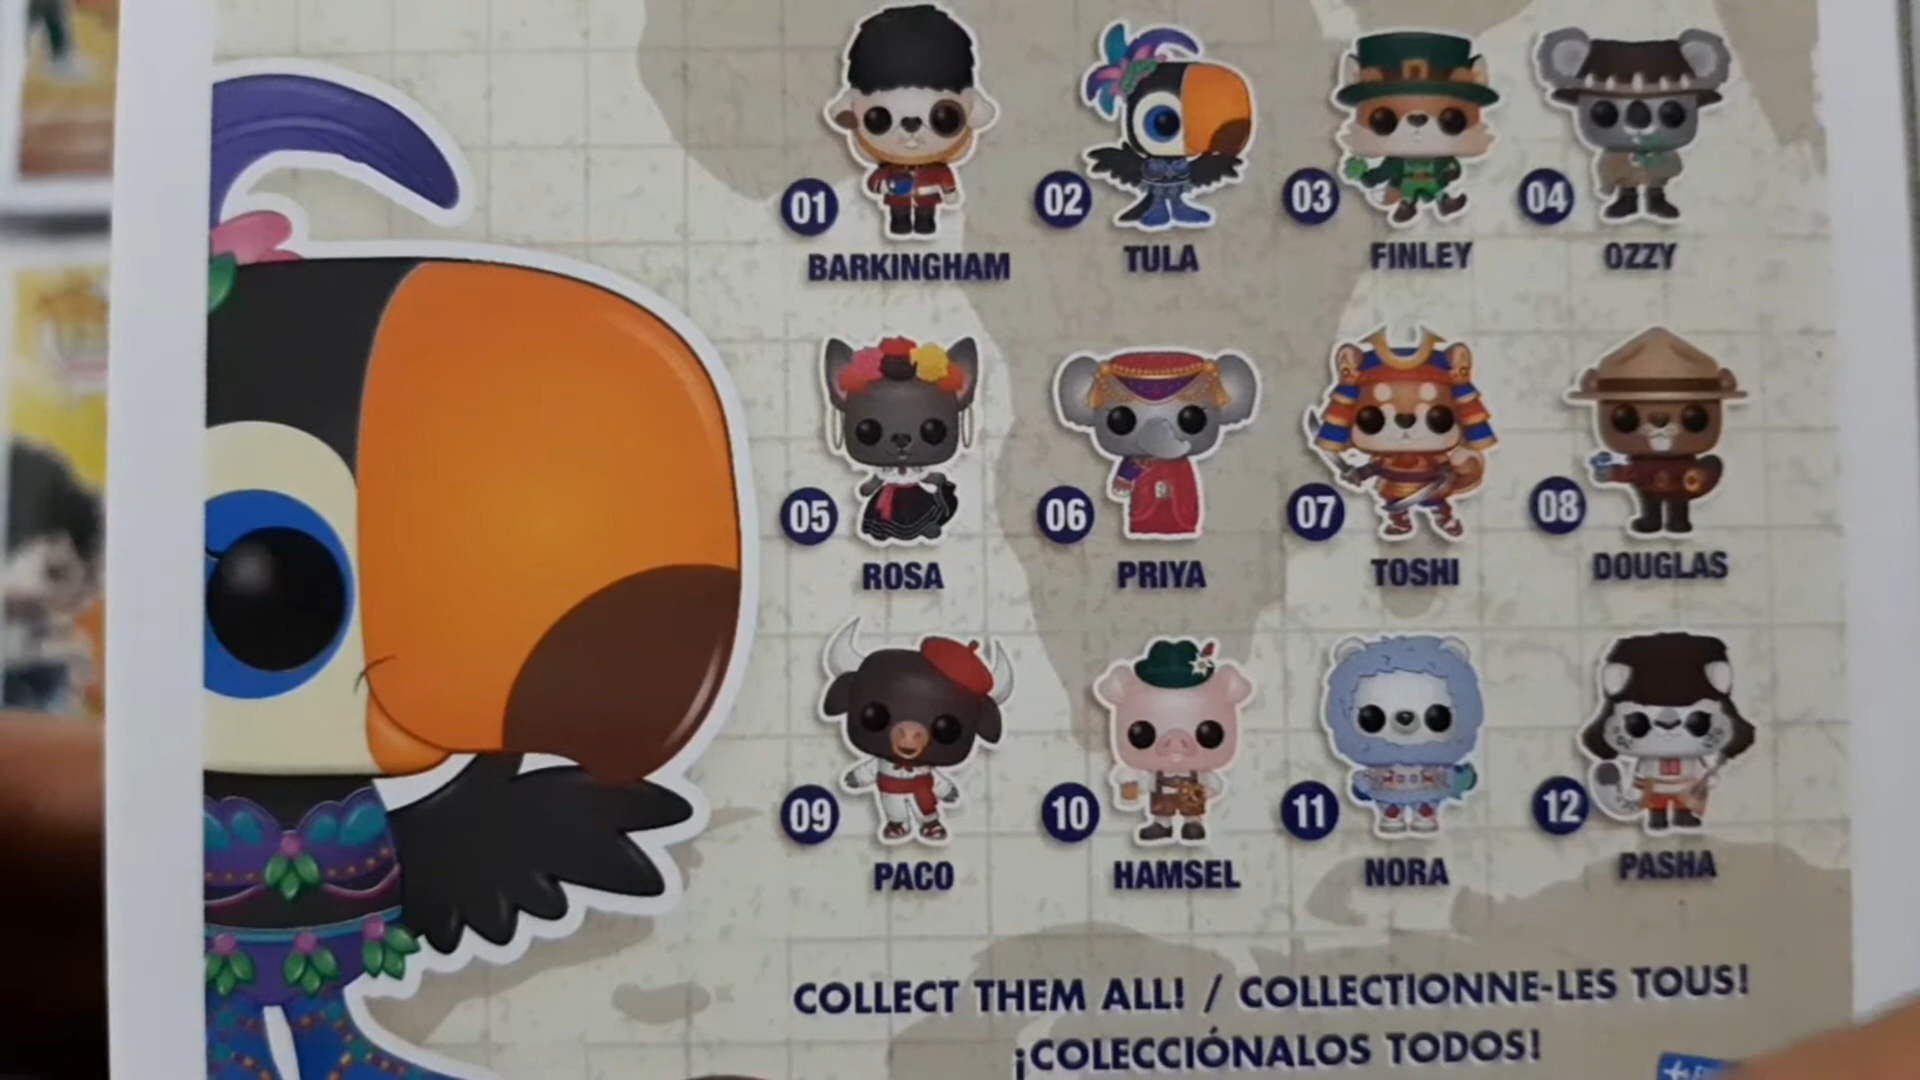 01 02 03 04
BARKINGHAM TULA FINLEY OZZY
05 06 07 08
ROSA PRIYA TOSHI DOUGLAS
09 10 11 12
PACO HAMSEL NORA PASHA
COLLECT THEM ALL! / COLLECTIONNE-LES TOUS!
¡COLECCIÓNALOS TODOS!